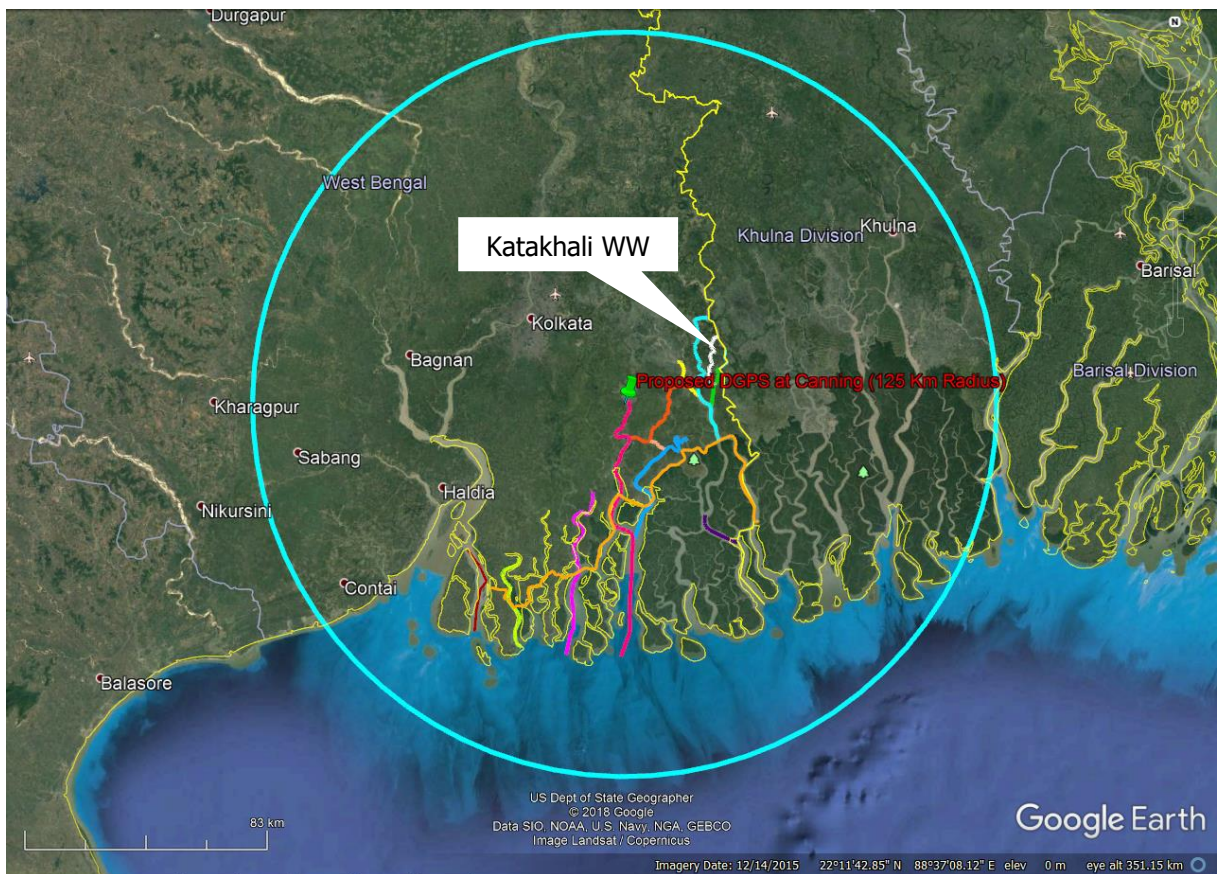 Durgapur
N
West Bengal
Katakhali WW
Khulna Division
Khulna
Barisal
Kolkata
Bagnan
Proposed DGPS at Canning (125 Km Radius)
Barisal Division
Kharagpur
Sabang
Haldia
Nikursini
Contai
Balasore
US Dept of State Geographer
© 2018 Google
Data SIO, NOAA, U.S. Navy, NGA, GEBCO
Image Landsat / Copernicus
83 km
Google Earth
Imagery Date: 12/14/2015 22°11'42.85" N 88°37'08.12" E elev 0 m eye alt 351.15 km